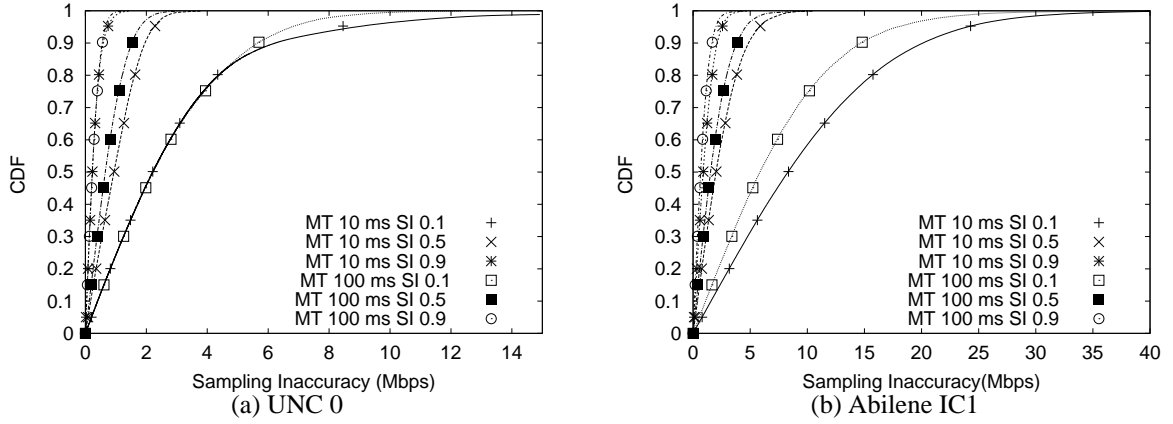 1
0.9
0.8
0.7
0.6
0.5
0.4
0.3
0.2
0.1
0
CDF
MT 10 ms SI 0.1
MT 10 ms SI 0.5
MT 10 ms SI 0.9
MT 100 ms SI 0.1
MT 100 ms SI 0.5
MT 100 ms SI 0.9
0 2 4 6 8 10 12 14
Sampling Inaccuracy (Mbps)
(a) UNC 0
1
0.9
0.8
0.7
0.6
0.5
0.4
0.3
0.2
0.1
0
CDF
MT 10 ms SI 0.1
MT 10 ms SI 0.5
MT 10 ms SI 0.9
MT 100 ms SI 0.1
MT 100 ms SI 0.5
MT 100 ms SI 0.9
0 5 10 15 20 25 30 35 40
Sampling Inaccuracy(Mbps)
(b) Abilene IC1